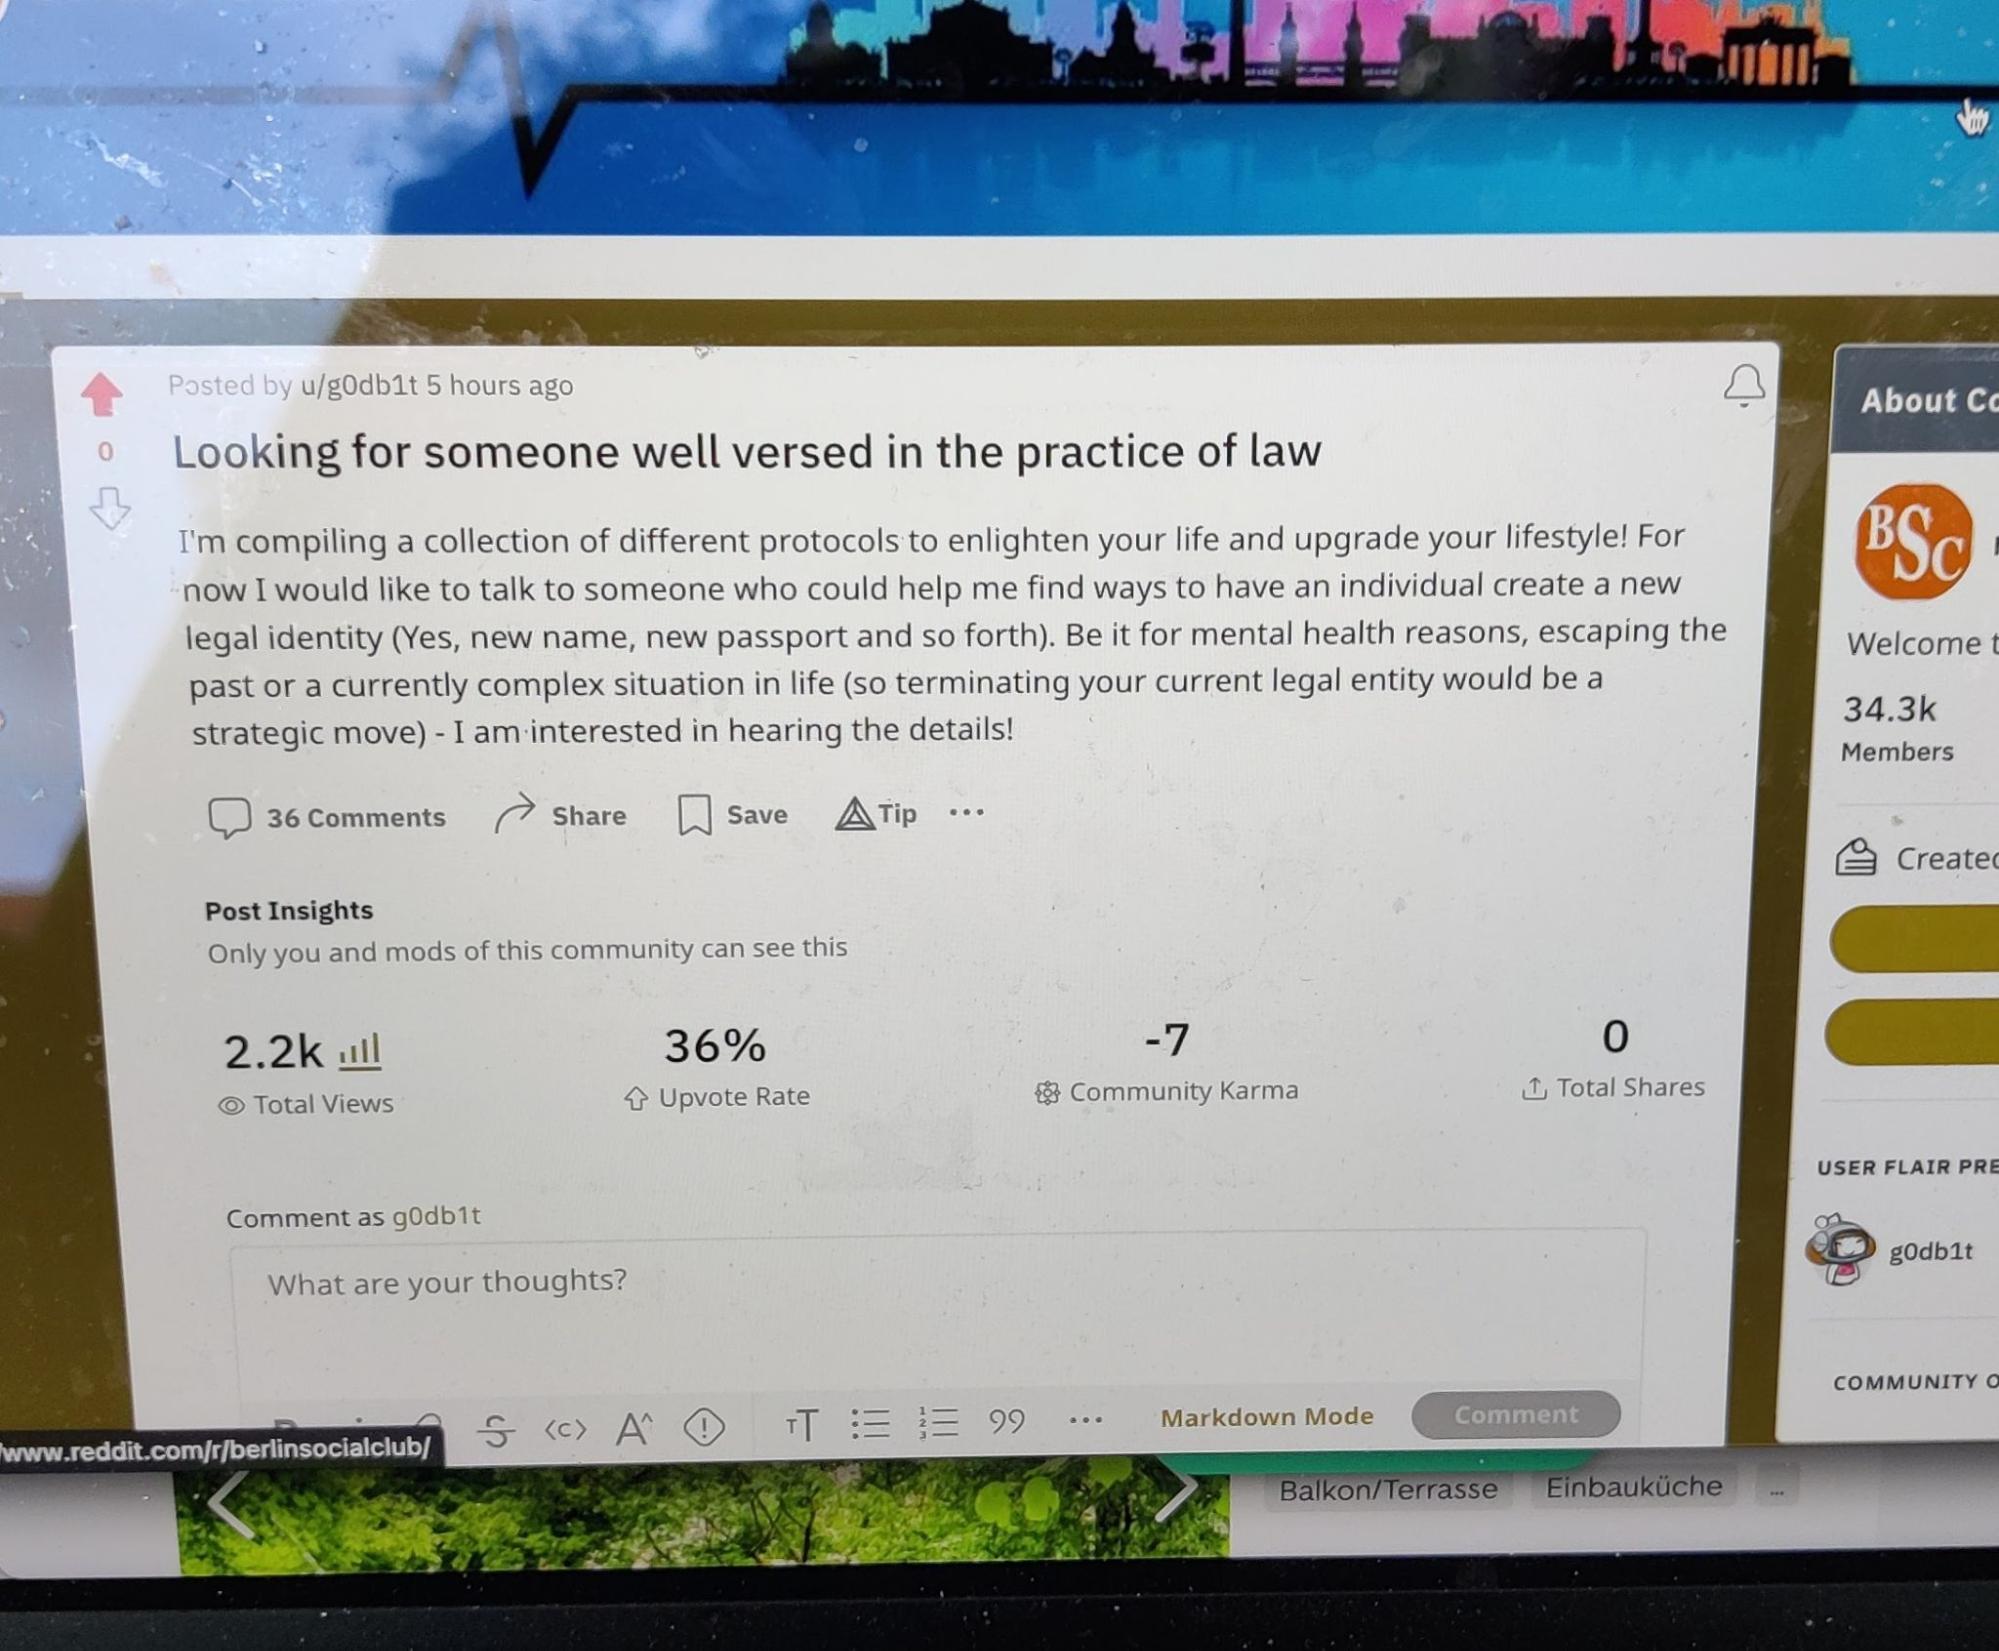 Posted by u/g0db1t 5 hours ago
0
Looking for someone well versed in the practice of law
I'm compiling a collection of different protocols to enlighten your life and upgrade your lifestyle! For
now I would like to talk to someone who could help me find ways to have an individual create a new
legal identity (Yes, new name, new passport and so forth). Be it for mental health reasons, escaping the
past or a currently complex situation in life (so terminating your current legal entity would be a
strategic move) - I am interested in hearing the details!
36 Comments Share Save Tip ...
Post Insights
Only you and mods of this community can see this
2.2k 36% -7 0
Total Views Upvote Rate Community Karma Total Shares
Comment as g0db1t
What are your thoughts?
S <c> A^ TT 99 ... Markdown Mode Comment
www.reddit.com/r/berlinsocialclub/
Balkon/Terrasse Einbauküche ...
About Co
BSC
Welcome t
34.3k
Members
Created
USER FLAIR PRE
g0db1t
COMMUNITY O